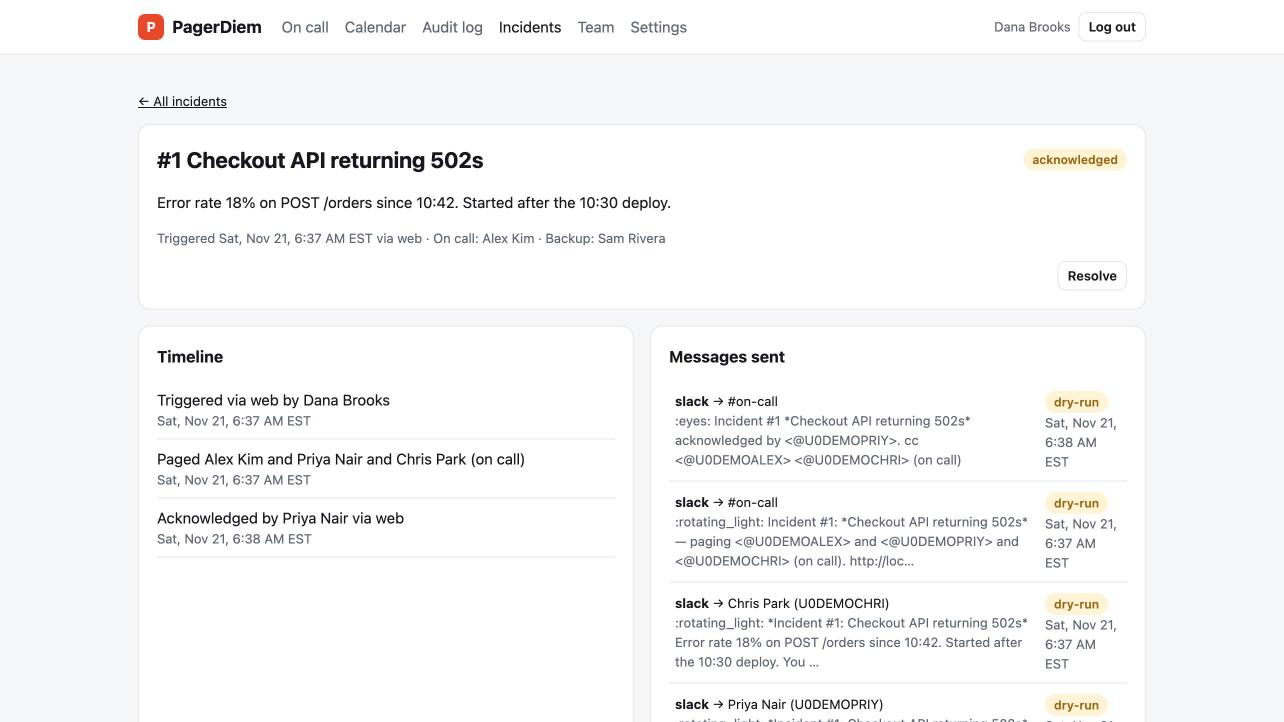 P PagerDiem On call Calendar Audit log Incidents Team Settings Dana Brooks Log out
← All incidents
#1 Checkout API returning 502s acknowledged
Error rate 18% on POST /orders since 10:42. Started after the 10:30 deploy.
Triggered Sat, Nov 21, 6:37 AM EST via web · On call: Alex Kim · Backup: Sam Rivera
Resolve
Timeline
Triggered via web by Dana Brooks
Sat, Nov 21, 6:37 AM EST
Paged Alex Kim and Priya Nair and Chris Park (on call)
Sat, Nov 21, 6:37 AM EST
Acknowledged by Priya Nair via web
Sat, Nov 21, 6:38 AM EST
Messages sent
slack → #on-call
:eyes: Incident #1 *Checkout API returning 502s*
acknowledged by <@U0DEMOPRIY>. cc
<@U0DEMOALEX> <@U0DEMOCHRI> (on call)
dry-run
Sat, Nov 21,
6:38 AM
EST
slack → #on-call
:rotating_light: Incident #1: *Checkout API returning 502s*
— paging <@U0DEMOALEX> and <@U0DEMOPRIY> and
<@U0DEMOCHRI> (on call). http://loc…
dry-run
Sat, Nov 21,
6:37 AM
EST
slack → Chris Park (U0DEMOCHRI)
:rotating_light: *Incident #1: Checkout API returning 502s*
Error rate 18% on POST /orders since 10:42. Started after
the 10:30 deploy. You …
dry-run
Sat, Nov 21,
6:37 AM
EST
slack → Priya Nair (U0DEMOPRIY)
dry-run